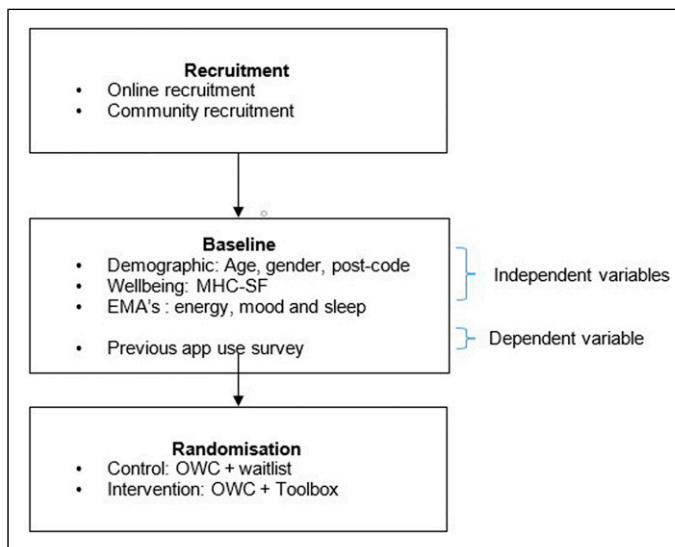 Recruitment
• Online recruitment
• Community recruitment
Baseline
• Demographic: Age, gender, post-code
• Wellbeing: MHC-SF
• EMA's : energy, mood and sleep
• Previous app use survey
Independent variables
Dependent variable
Randomisation
• Control: OWC + waitlist
• Intervention: OWC + Toolbox